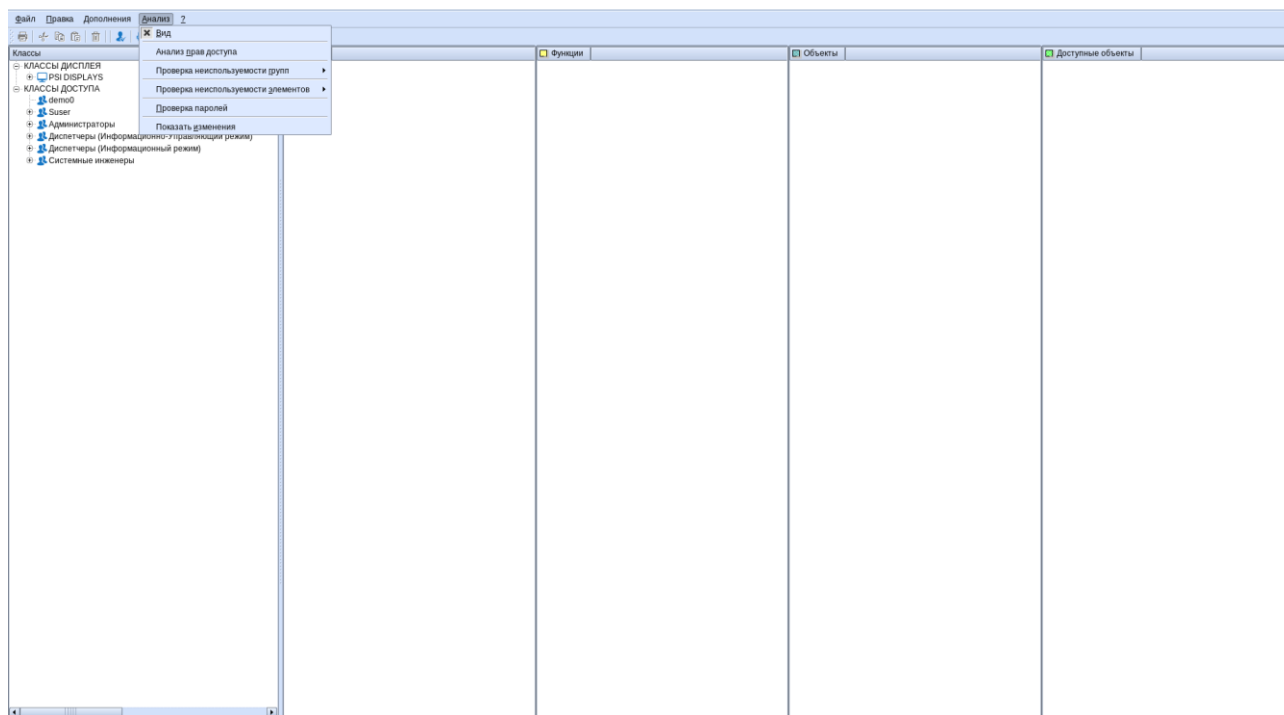 Файл Правка Дополнения Анализ ?
Вид
Анализ прав доступа
Проверка неиспользуемости групп
Проверка неиспользуемости элементов
Проверка паролей
Показать изменения
Классы
КЛАССЫ ДИСПЛЕЯ
PSI DISPLAYS
КЛАССЫ ДОСТУПА
demo0
Suser
Администраторы
Диспетчеры (Информационно-Управляющий режим)
Диспетчеры (Информационный режим)
Системные инженеры
Функции
Объекты
Доступные объекты